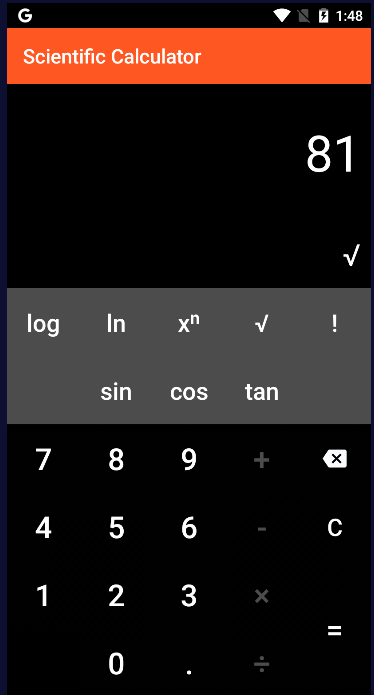 G 1:48
Scientific Calculator
81
√
log ln xⁿ √ !
sin cos tan
7 8 9 +
4 5 6 - C
1 2 3 ×
=
0 . ÷